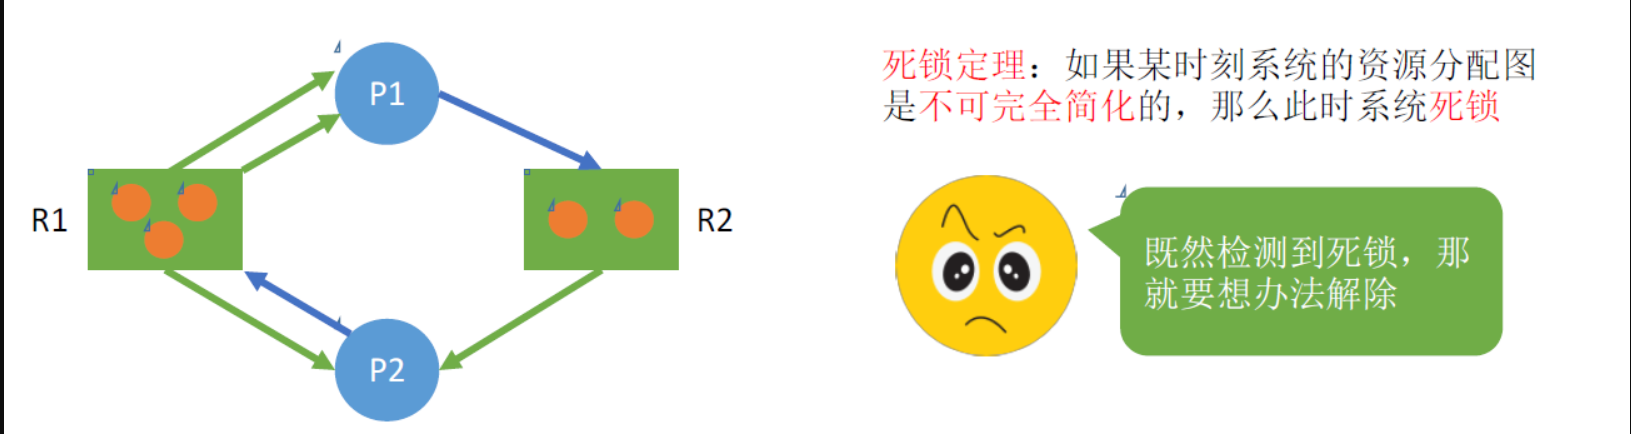 P1
R1
R2
P2
死锁定理：如果某时刻系统的资源分配图
是不可完全简化的，那么此时系统死锁
既然检测到死锁，那
就要想办法解除